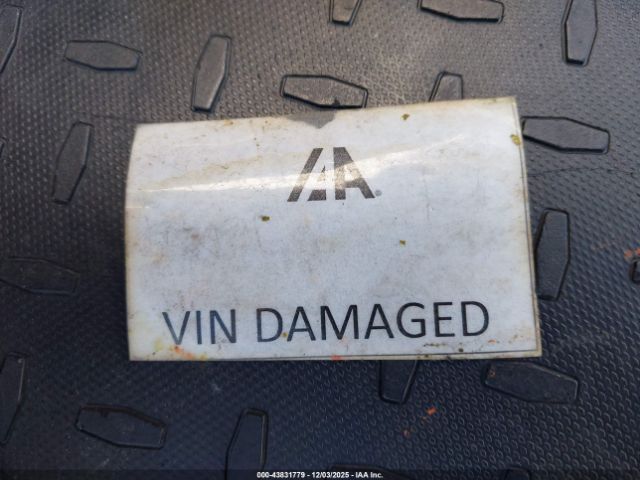 IAA
VIN DAMAGED
000-43831779 - 12/03/2025 - IAA Inc.